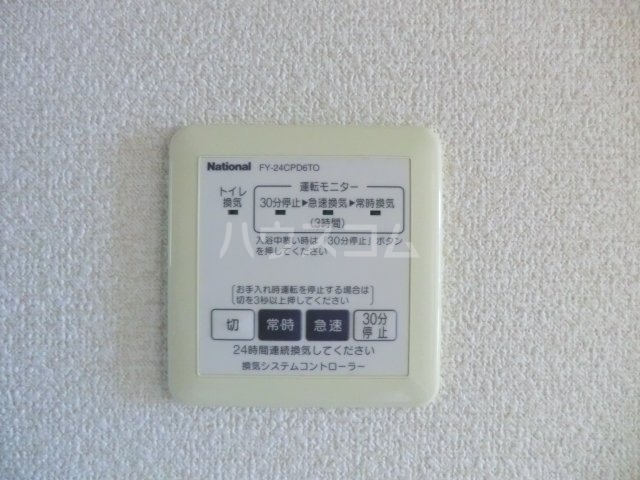 National FY-24CPD6TO
トイレ換気
運転モニター
30分停止▶急速換気▶常時換気
(3時間)
入浴中寒い時は「30分停止」ボタン
を押してください
ハウスコム
お手入れ時運転を停止する場合は
切を3秒以上押してください
切 常時 急速 30分停止
24時間連続換気してください
換気システムコントローラー